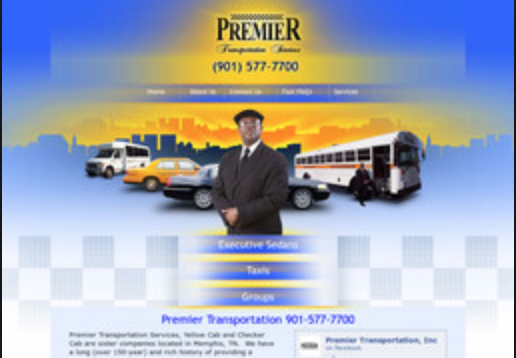 PREMIER
Transportation Services
(901) 577-7700
Home About Us Contact Us Fast FAQ's Services
Executive Sedans
Taxis
Groups
Premier Transportation 901-577-7700
Premier Transportation Services, Yellow Cab and Checker
Cab are sister companies located in Memphis, TN. We have
a long (over 150-year) and rich history of providing a
Premier Transportation, Inc
on Facebook